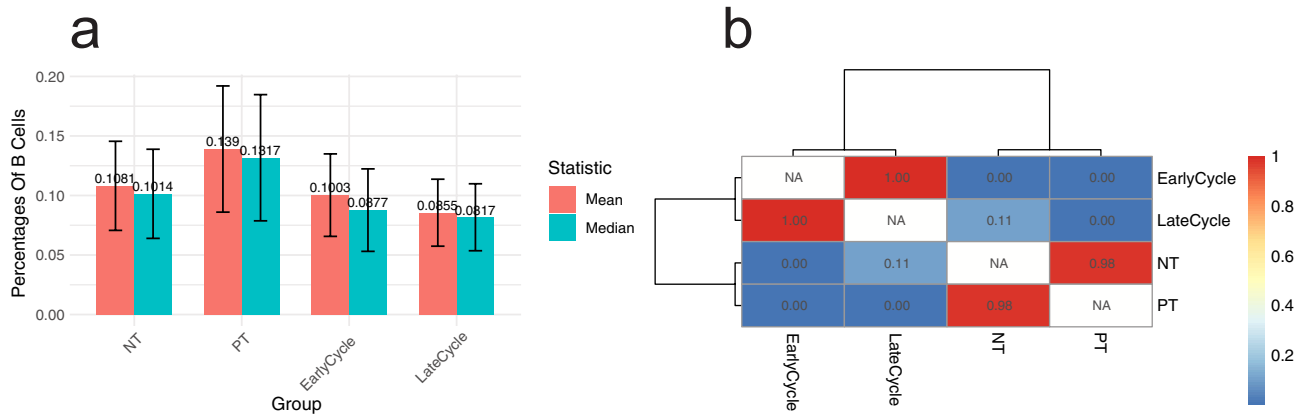 a
Percentages Of B Cells
0.20
0.15
0.10
0.05
0.00
0.1081
0.1014
0.139
0.1317
0.1003
0.0877
0.0855
0.0817
NT
PT
EarlyCycle
LateCycle
Group
Statistic
Mean
Median
b
NA 1.00 0.00 0.00 EarlyCycle
1.00 NA 0.11 0.00 LateCycle
0.00 0.11 NA 0.98 NT
0.00 0.00 0.98 NA PT
EarlyCycle
LateCycle
NT
PT
1
0.8
0.6
0.4
0.2